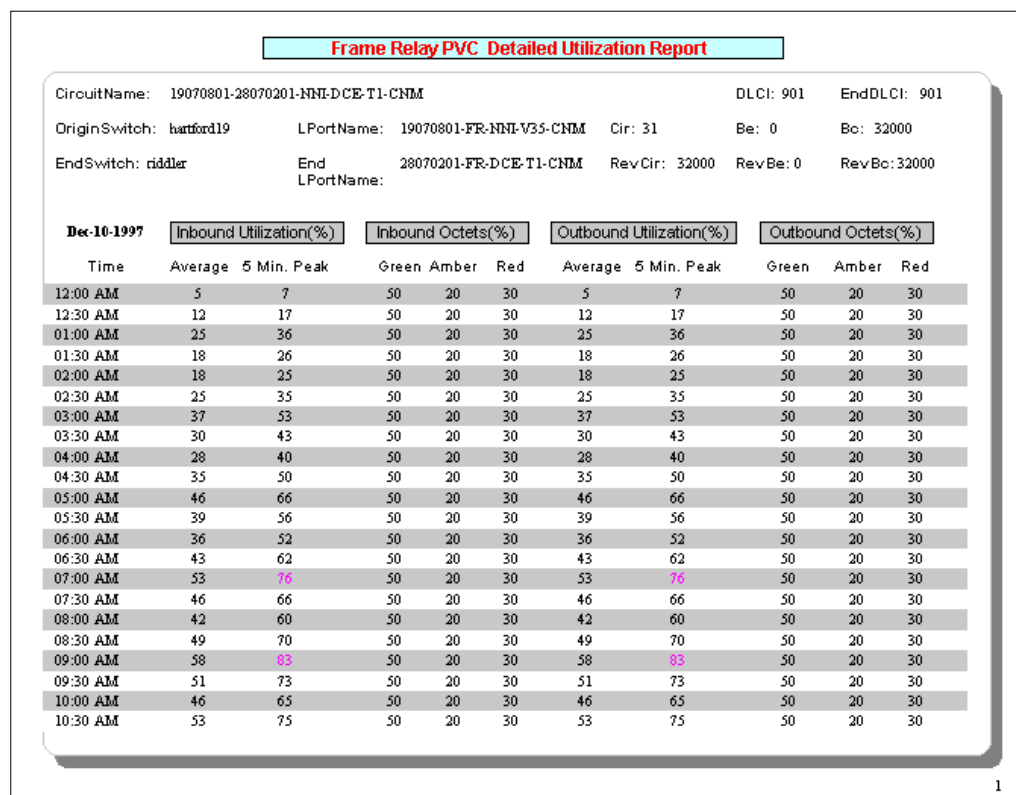 Frame Relay PVC Detailed Utilization Report
CircuitName: 19070801-28070201-NNI-DCE-T1-CNM DLCI: 901 EndDLCI: 901
OriginSwitch: hartford19 LPortName: 19070801-FR-NNI-V35-CNM Cir: 31 Be: 0 Bc: 32000
EndSwitch: riddler End LPortName: 28070201-FR-DCE-T1-CNM RevCir: 32000 RevBe: 0 RevBc: 32000
Dec-10-1997 Inbound Utilization(%) Inbound Octets(%) Outbound Utilization(%) Outbound Octets(%)
Time Average 5 Min. Peak Green Amber Red Average 5 Min. Peak Green Amber Red
12:00 AM 5 7 50 20 30 5 7 50 20 30
12:30 AM 12 17 50 20 30 12 17 50 20 30
01:00 AM 25 36 50 20 30 25 36 50 20 30
01:30 AM 18 26 50 20 30 18 26 50 20 30
02:00 AM 18 25 50 20 30 18 25 50 20 30
02:30 AM 25 35 50 20 30 25 35 50 20 30
03:00 AM 37 53 50 20 30 37 53 50 20 30
03:30 AM 30 43 50 20 30 30 43 50 20 30
04:00 AM 28 40 50 20 30 28 40 50 20 30
04:30 AM 35 50 50 20 30 35 50 50 20 30
05:00 AM 46 66 50 20 30 46 66 50 20 30
05:30 AM 39 56 50 20 30 39 56 50 20 30
06:00 AM 36 52 50 20 30 36 52 50 20 30
06:30 AM 43 62 50 20 30 43 62 50 20 30
07:00 AM 53 76 50 20 30 53 76 50 20 30
07:30 AM 46 66 50 20 30 46 66 50 20 30
08:00 AM 42 60 50 20 30 42 60 50 20 30
08:30 AM 49 70 50 20 30 49 70 50 20 30
09:00 AM 58 83 50 20 30 58 83 50 20 30
09:30 AM 51 73 50 20 30 51 73 50 20 30
10:00 AM 46 65 50 20 30 46 65 50 20 30
10:30 AM 53 75 50 20 30 53 75 50 20 30
1